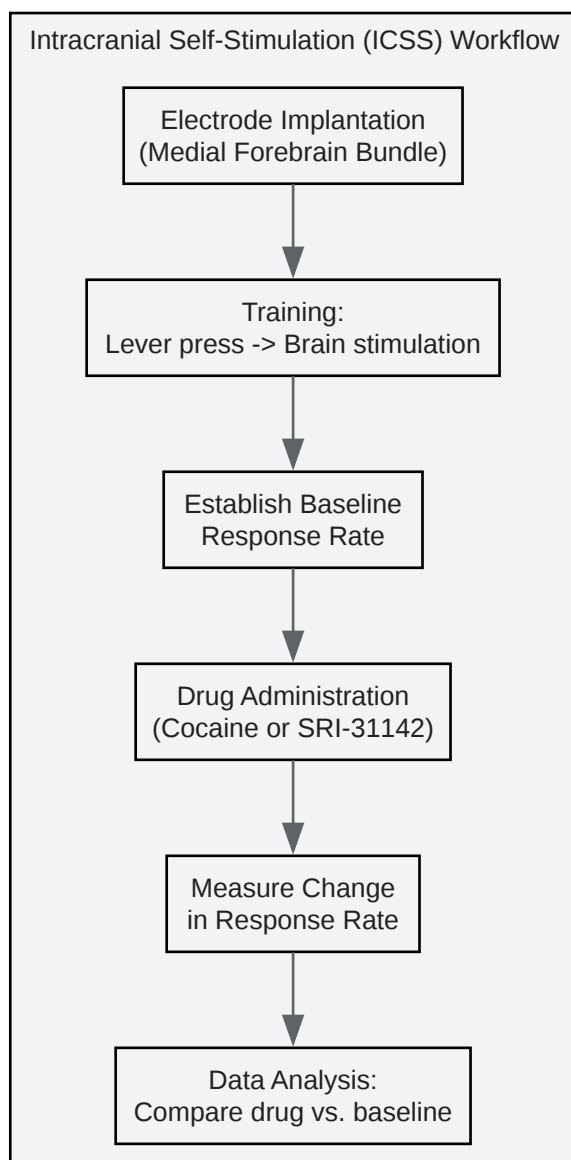 Intracranial Self-Stimulation (ICSS) Workflow
Electrode Implantation
(Medial Forebrain Bundle)
Training:
Lever press -> Brain stimulation
Establish Baseline
Response Rate
Drug Administration
(Cocaine or SRI-31142)
Measure Change
in Response Rate
Data Analysis:
Compare drug vs. baseline